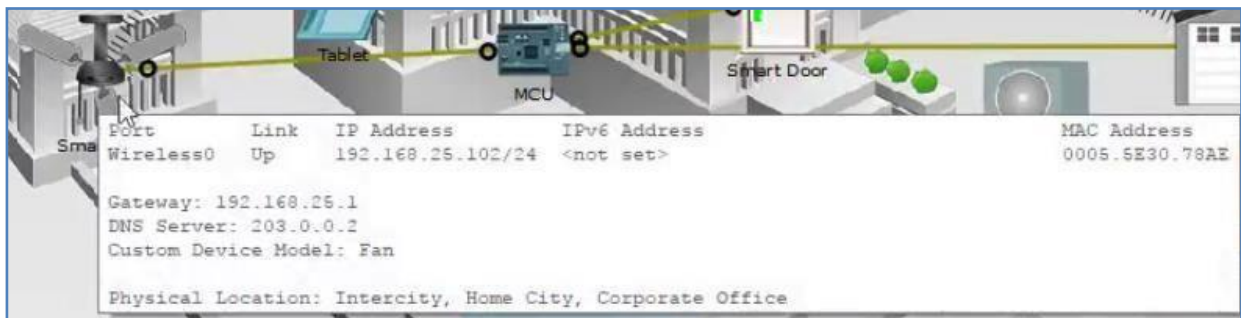 Tablet
Smart Door
MCU
Sma
Port Link IP Address IPv6 Address MAC Address
Wireless0 Up 192.168.25.102/24 <not set> 0005.5E30.78AE
Gateway: 192.168.25.1
DNS Server: 203.0.0.2
Custom Device Model: Fan
Physical Location: Intercity, Home City, Corporate Office